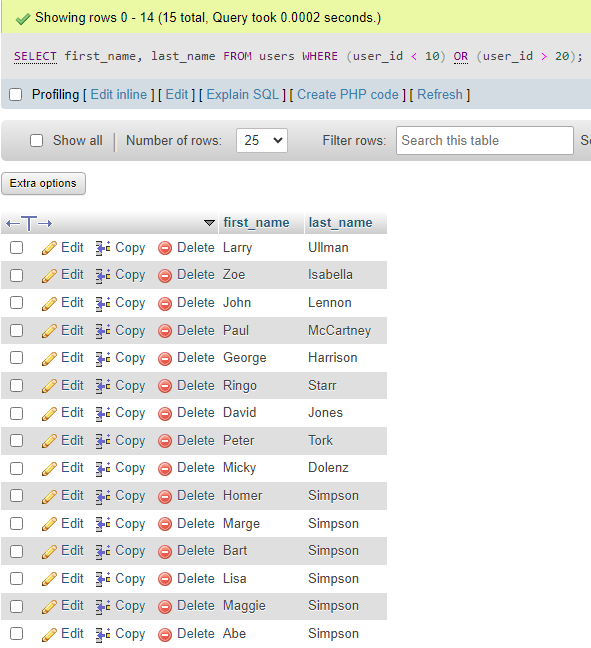 Showing rows 0 - 14 (15 total, Query took 0.0002 seconds.)
SELECT first_name, last_name FROM users WHERE (user_id < 10) OR (user_id > 20);
Profiling [ Edit inline ] [ Edit ] [ Explain SQL ] [ Create PHP code ] [ Refresh ]
Show all Number of rows: 25 Filter rows: Search this table
Extra options
first_name last_name
Edit Copy Delete Larry Ullman
Edit Copy Delete Zoe Isabella
Edit Copy Delete John Lennon
Edit Copy Delete Paul McCartney
Edit Copy Delete George Harrison
Edit Copy Delete Ringo Starr
Edit Copy Delete David Jones
Edit Copy Delete Peter Tork
Edit Copy Delete Micky Dolenz
Edit Copy Delete Homer Simpson
Edit Copy Delete Marge Simpson
Edit Copy Delete Bart Simpson
Edit Copy Delete Lisa Simpson
Edit Copy Delete Maggie Simpson
Edit Copy Delete Abe Simpson